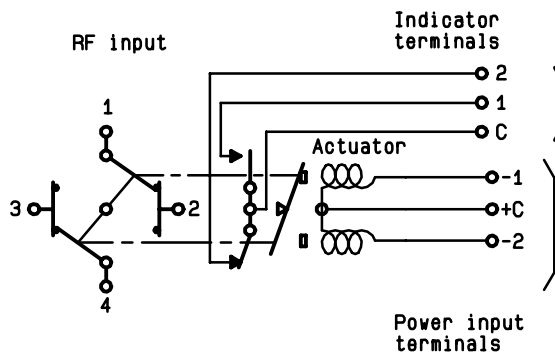 RF input
Indicator
terminals
2
1
C
1
Actuator
-1
3
2
+C
-2
4
Power input
terminals